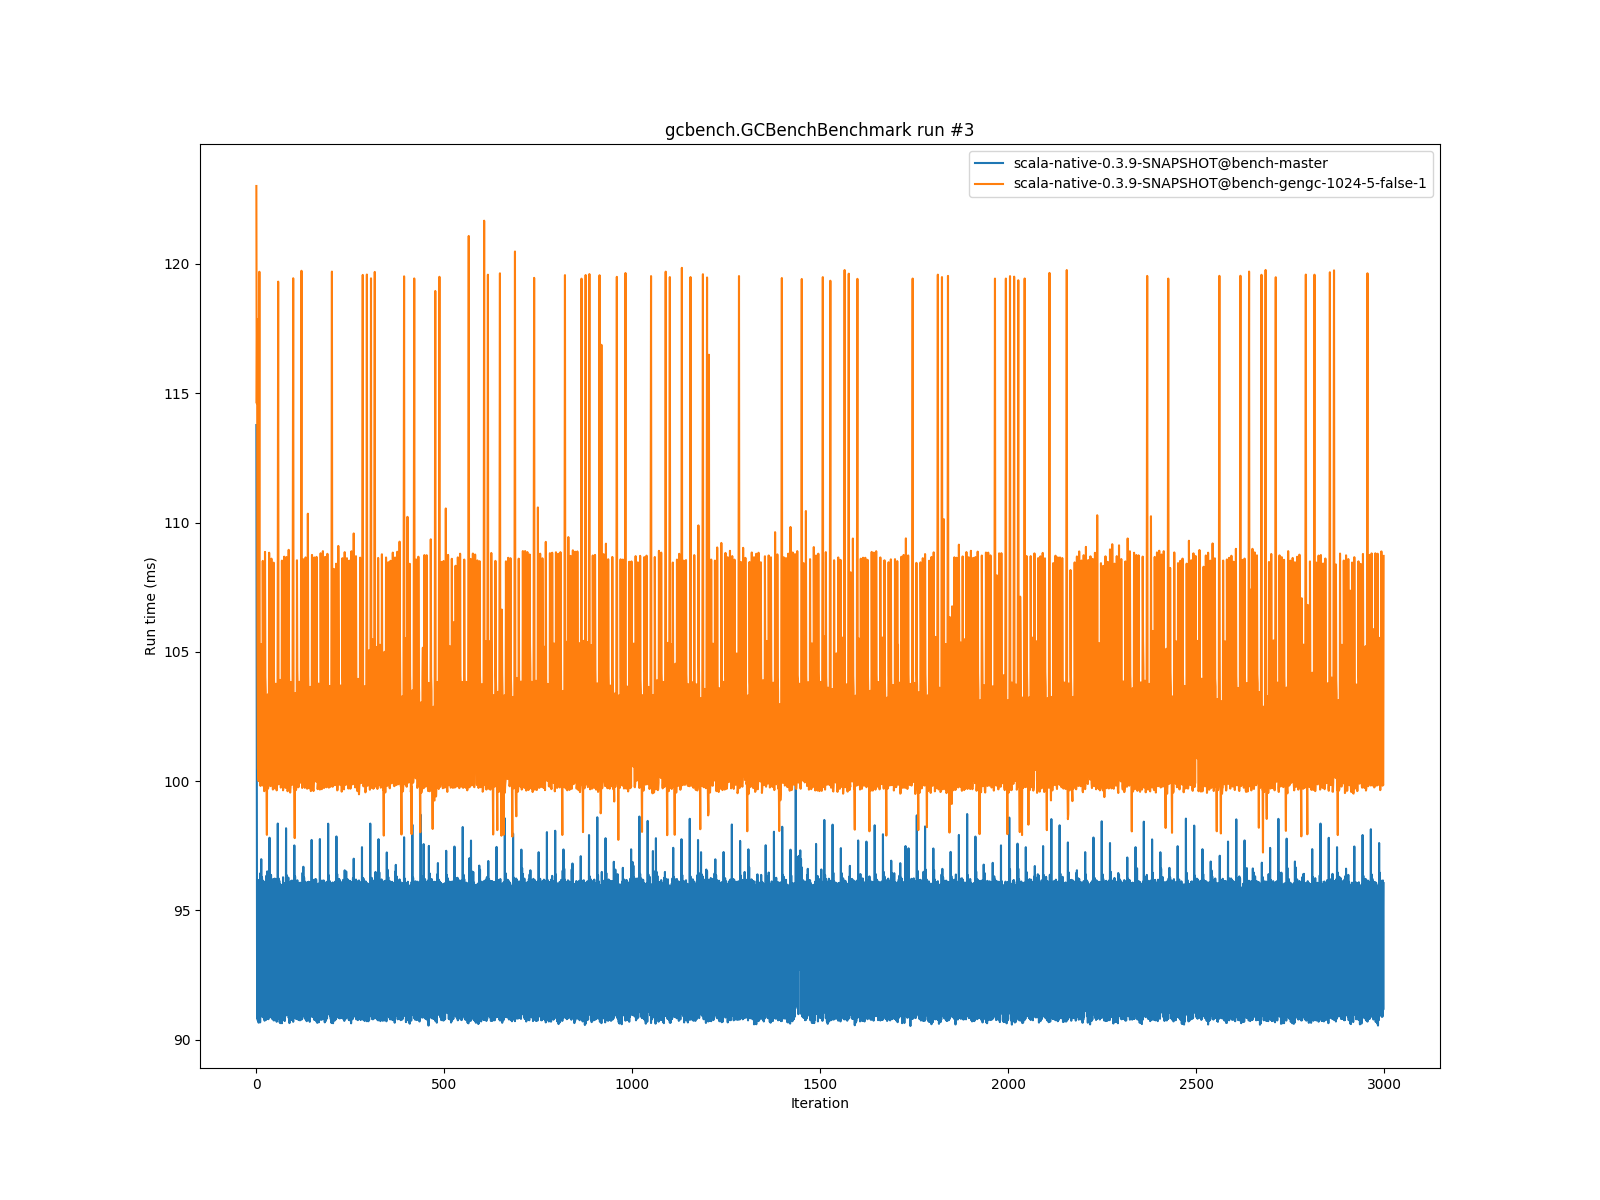 gcbench.GCBenchBenchmark run #3
scala-native-0.3.9-SNAPSHOT@bench-master
scala-native-0.3.9-SNAPSHOT@bench-gengc-1024-5-false-1
120
115
110
105
100
95
90
Run time (ms)
0 500 1000 1500 2000 2500 3000
Iteration